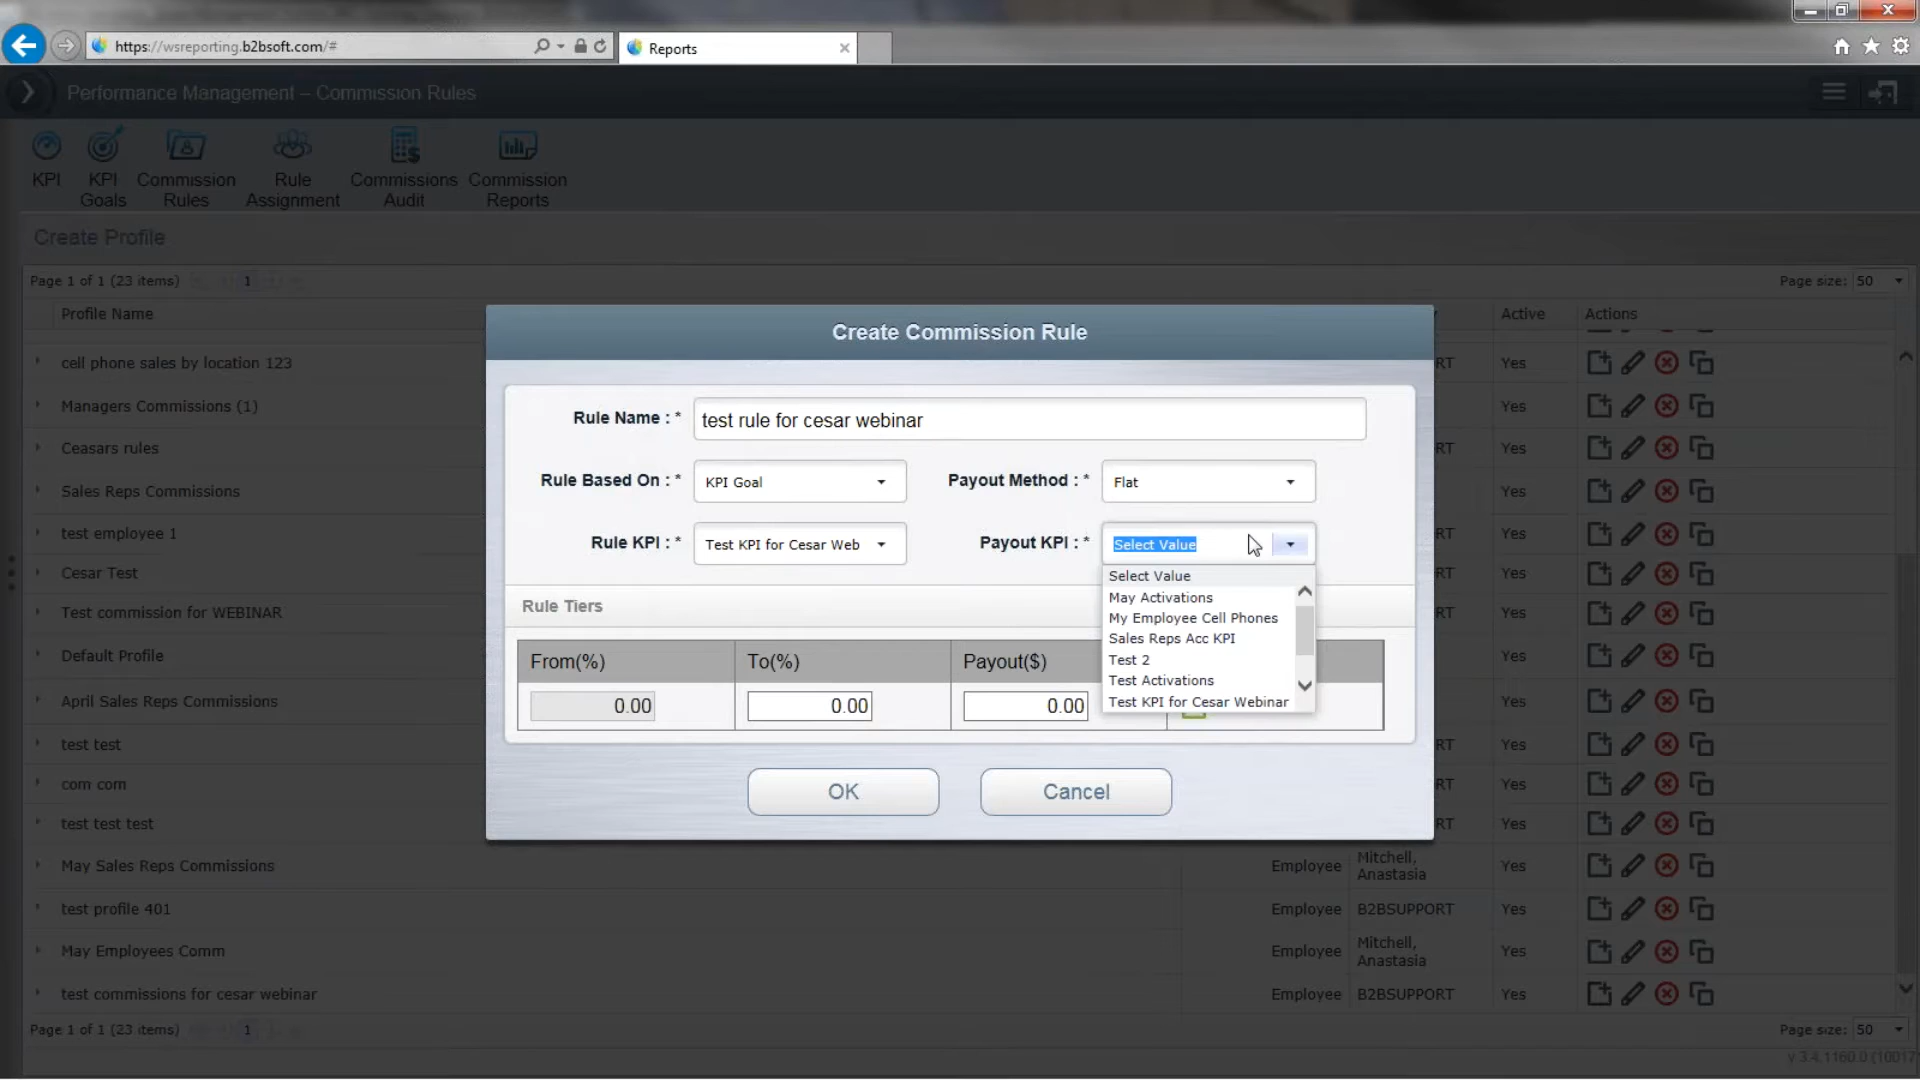 https://wsreporting.b2bsoft.com/#
Reports
Performance Management – Commission Rules
KPI
KPI Goals
Commission Rules
Rule Assignment
Commissions Audit
Commission Reports
Create Profile
Page 1 of 1 (23 items) 1
Page size: 50
Profile Name
Active
Actions
cell phone sales by location 123
RT Yes
Managers Commissions (1)
Yes
Ceasars rules
Yes
Sales Reps Commissions
Yes
test employee 1
RT Yes
Cesar Test
RT Yes
Test commission for WEBINAR
RT Yes
Default Profile
RT Yes
April Sales Reps Commissions
RT Yes
test test
RT Yes
com com
RT Yes
test test test
RT Yes
May Sales Reps Commissions
Employee
Mitchell, Anastasia
Yes
test profile 401
Employee
B2BSUPPORT
Yes
May Employees Comm
Employee
Mitchell, Anastasia
Yes
test commissions for cesar webinar
Employee
B2BSUPPORT
Yes
Page 1 of 1 (23 items) 1
Page size: 50
Create Commission Rule
Rule Name : * test rule for cesar webinar
Rule Based On : * KPI Goal
Payout Method : * Flat
Rule KPI : * Test KPI for Cesar Web
Payout KPI : * Select Value
Select Value
May Activations
My Employee Cell Phones
Sales Reps Acc KPI
Test 2
Test Activations
Test KPI for Cesar Webinar
Rule Tiers
From(%) To(%) Payout($)
0.00 0.00 0.00
OK
Cancel